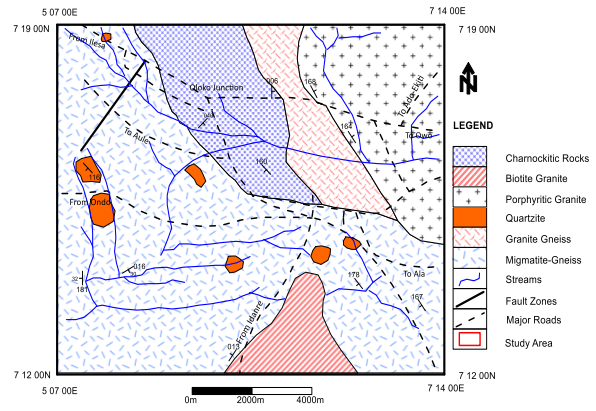 5 07 00E
7 14 00E
7 19 00N
7 19 00N
From Ilesa
Oloko Junction
006
168
To Ado-Ekiti
To Owo
164
To Aule
160
116
From Ondo
LEGEND
Charnockitic Rocks
Biotite Granite
Porphyritic Granite
Quartzite
Granite Gneiss
Migmatite-Gneiss
Streams
Fault Zones
Major Roads
Study Area
016
32
181
178
To Ala
167
From Idanre
015
7 12 00N
7 12 00N
5 07 00E
7 14 00E
0m
2000m
4000m
N